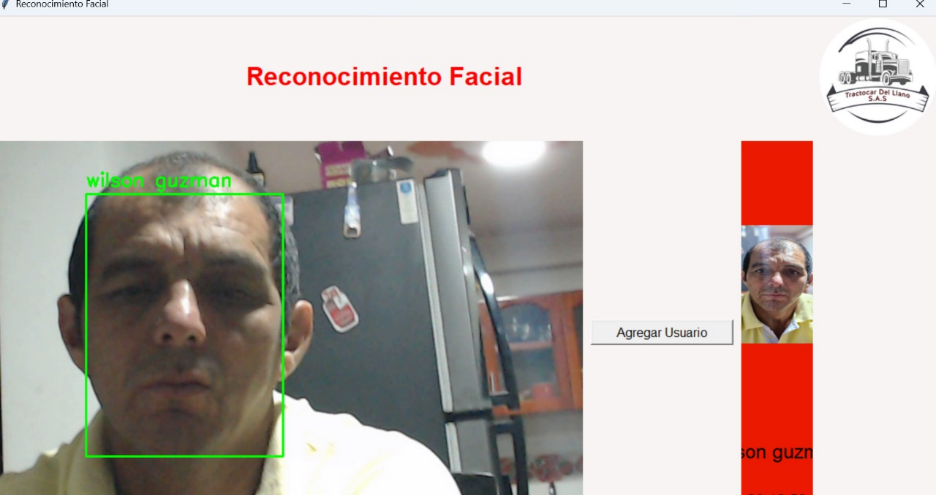 Reconocimiento Facial
Reconocimiento Facial
Tractocar Del Llano
S.A.S
wilson guzman
Agregar Usuario
son guzm